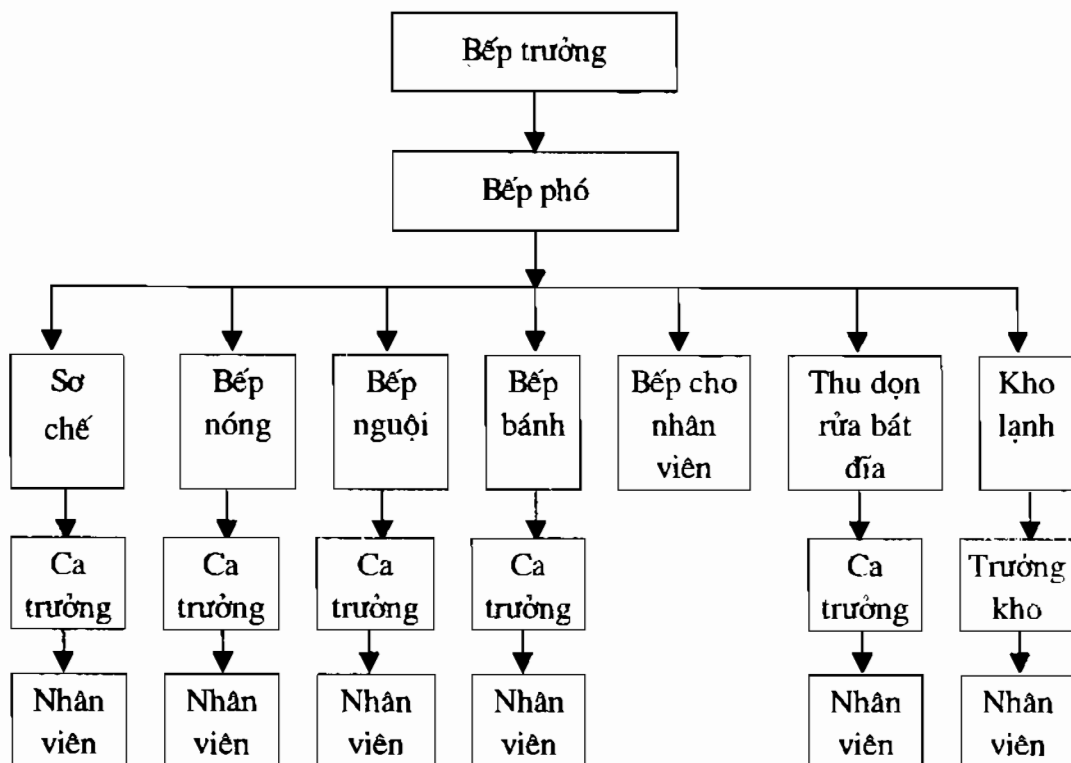 Bếp trưởng
Bếp phó
Sơ
chế
Bếp
nóng
Bếp
nguội
Bếp
bánh
Bếp cho
nhân
viên
Thu dọn
rửa bát
đĩa
Kho
lạnh
Ca
trưởng
Ca
trưởng
Ca
trưởng
Ca
trưởng
Ca
trưởng
Trưởng
kho
Nhân
viên
Nhân
viên
Nhân
viên
Nhân
viên
Nhân
viên
Nhân
viên